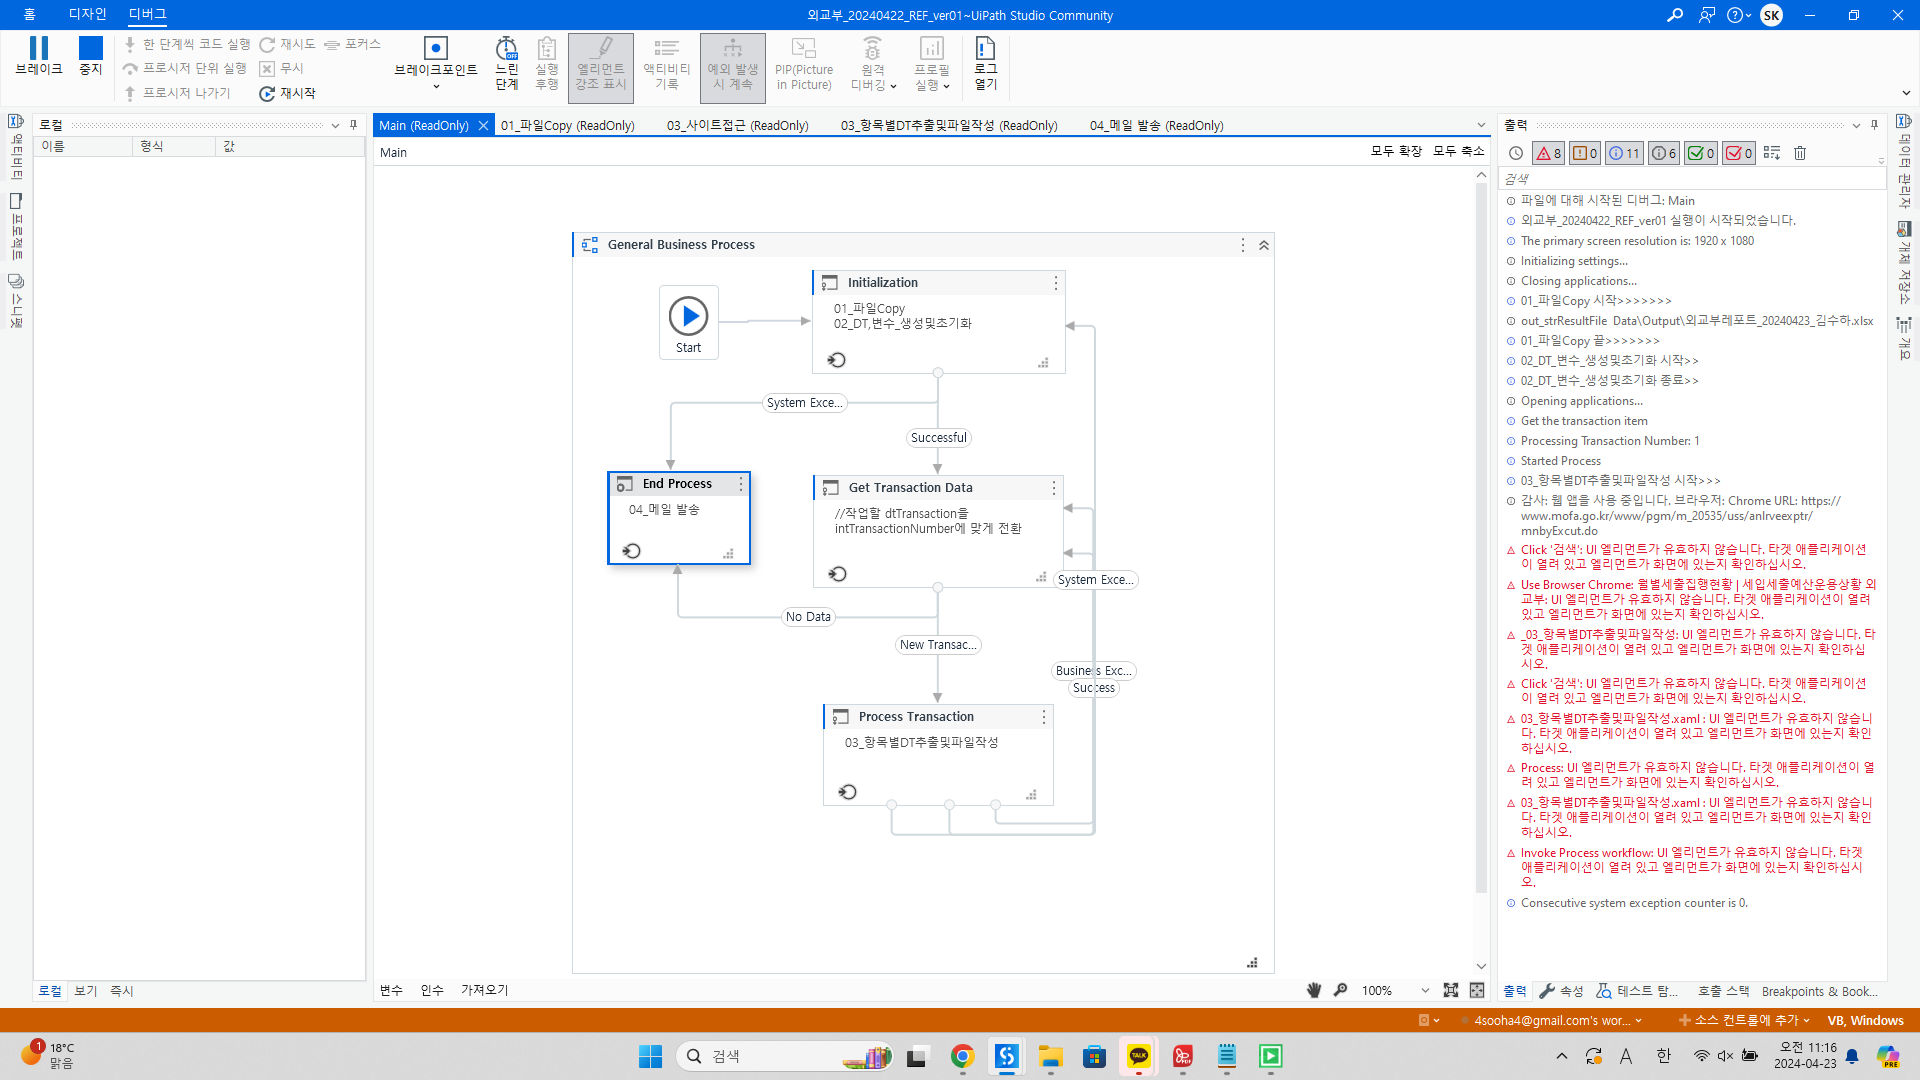 홈 디자인 디버그
외교부_20240422_REF_ver01~UiPath Studio Community
SK
브레이크
중지
한 단계씩 코드 실행
프로시저 단위 실행
프로시저 나가기
재시도
무시
재시작
포커스
브레이크포인트
느린
단계
실행
후행
엘리먼트
강조 표시
액티비티
기록
예외 발생
시 계속
PIP(Picture
in Picture)
원격
디버깅
프로필
실행
로그
열기
액티비티
프로젝트
스니펫
로컬
이름 형식 값
로컬 보기 즉시
Main (ReadOnly) 01_파일Copy (ReadOnly) 03_사이트접근 (ReadOnly) 03_항목별DT추출및파일작성 (ReadOnly) 04_메일 발송 (ReadOnly)
Main 모두 확장 모두 축소
General Business Process
Start
Initialization
01_파일Copy
02_DT,변수_생성및초기화
System Exce...
Successful
End Process
04_메일 발송
Get Transaction Data
//작업할 dtTransaction을
intTransactionNumber에 맞게 전환
System Exce...
No Data
New Transac...
Business Exc...
Success
Process Transaction
03_항목별DT추출및파일작성
변수 인수 가져오기
100%
출력
8 0 11 6 0 0
검색
파일에 대해 시작된 디버그: Main
외교부_20240422_REF_ver01 실행이 시작되었습니다.
The primary screen resolution is: 1920 x 1080
Initializing settings...
Closing applications...
01_파일Copy 시작>>>>>>>
out_strResultFile Data\Output\외교부레포트_20240423_김수하.xlsx
01_파일Copy 끝>>>>>>>
02_DT_변수_생성및초기화 시작>>
02_DT_변수_생성및초기화 종료>>
Opening applications...
Get the transaction item
Processing Transaction Number: 1
Started Process
03_항목별DT추출및파일작성 시작>>>
감사: 웹 앱을 사용 중입니다. 브라우저: Chrome URL: https://
www.mofa.go.kr/www/pgm/m_20535/uss/anlrveexptr/
mnbyExcut.do
Click '검색': UI 엘리먼트가 유효하지 않습니다. 타겟 애플리케이션
이 열려 있고 엘리먼트가 화면에 있는지 확인하십시오.
Use Browser Chrome: 월별세출집행현황 | 세입세출예산운용상황 외
교부: UI 엘리먼트가 유효하지 않습니다. 타겟 애플리케이션이 열려
있고 엘리먼트가 화면에 있는지 확인하십시오.
_03_항목별DT추출및파일작성: UI 엘리먼트가 유효하지 않습니다. 타
겟 애플리케이션이 열려 있고 엘리먼트가 화면에 있는지 확인하십
시오.
Click '검색': UI 엘리먼트가 유효하지 않습니다. 타겟 애플리케이션
이 열려 있고 엘리먼트가 화면에 있는지 확인하십시오.
03_항목별DT추출및파일작성.xaml : UI 엘리먼트가 유효하지 않습니
다. 타겟 애플리케이션이 열려 있고 엘리먼트가 화면에 있는지 확인
하십시오.
Process: UI 엘리먼트가 유효하지 않습니다. 타겟 애플리케이션이 열
려 있고 엘리먼트가 화면에 있는지 확인하십시오.
03_항목별DT추출및파일작성.xaml : UI 엘리먼트가 유효하지 않습니
다. 타겟 애플리케이션이 열려 있고 엘리먼트가 화면에 있는지 확인
하십시오.
Invoke Process workflow: UI 엘리먼트가 유효하지 않습니다. 타겟
애플리케이션이 열려 있고 엘리먼트가 화면에 있는지 확인하십시
오.
Consecutive system exception counter is 0.
출력 속성 테스트 탐... 호출 스택 Breakpoints & Book...
데이터 관리자
개체 저장소
개요
4sooha4@gmail.com's wor... 소스 컨트롤에 추가 VB, Windows
1
18°C
맑음
검색
TALK
A 한
오전 11:16
2024-04-23
PRE